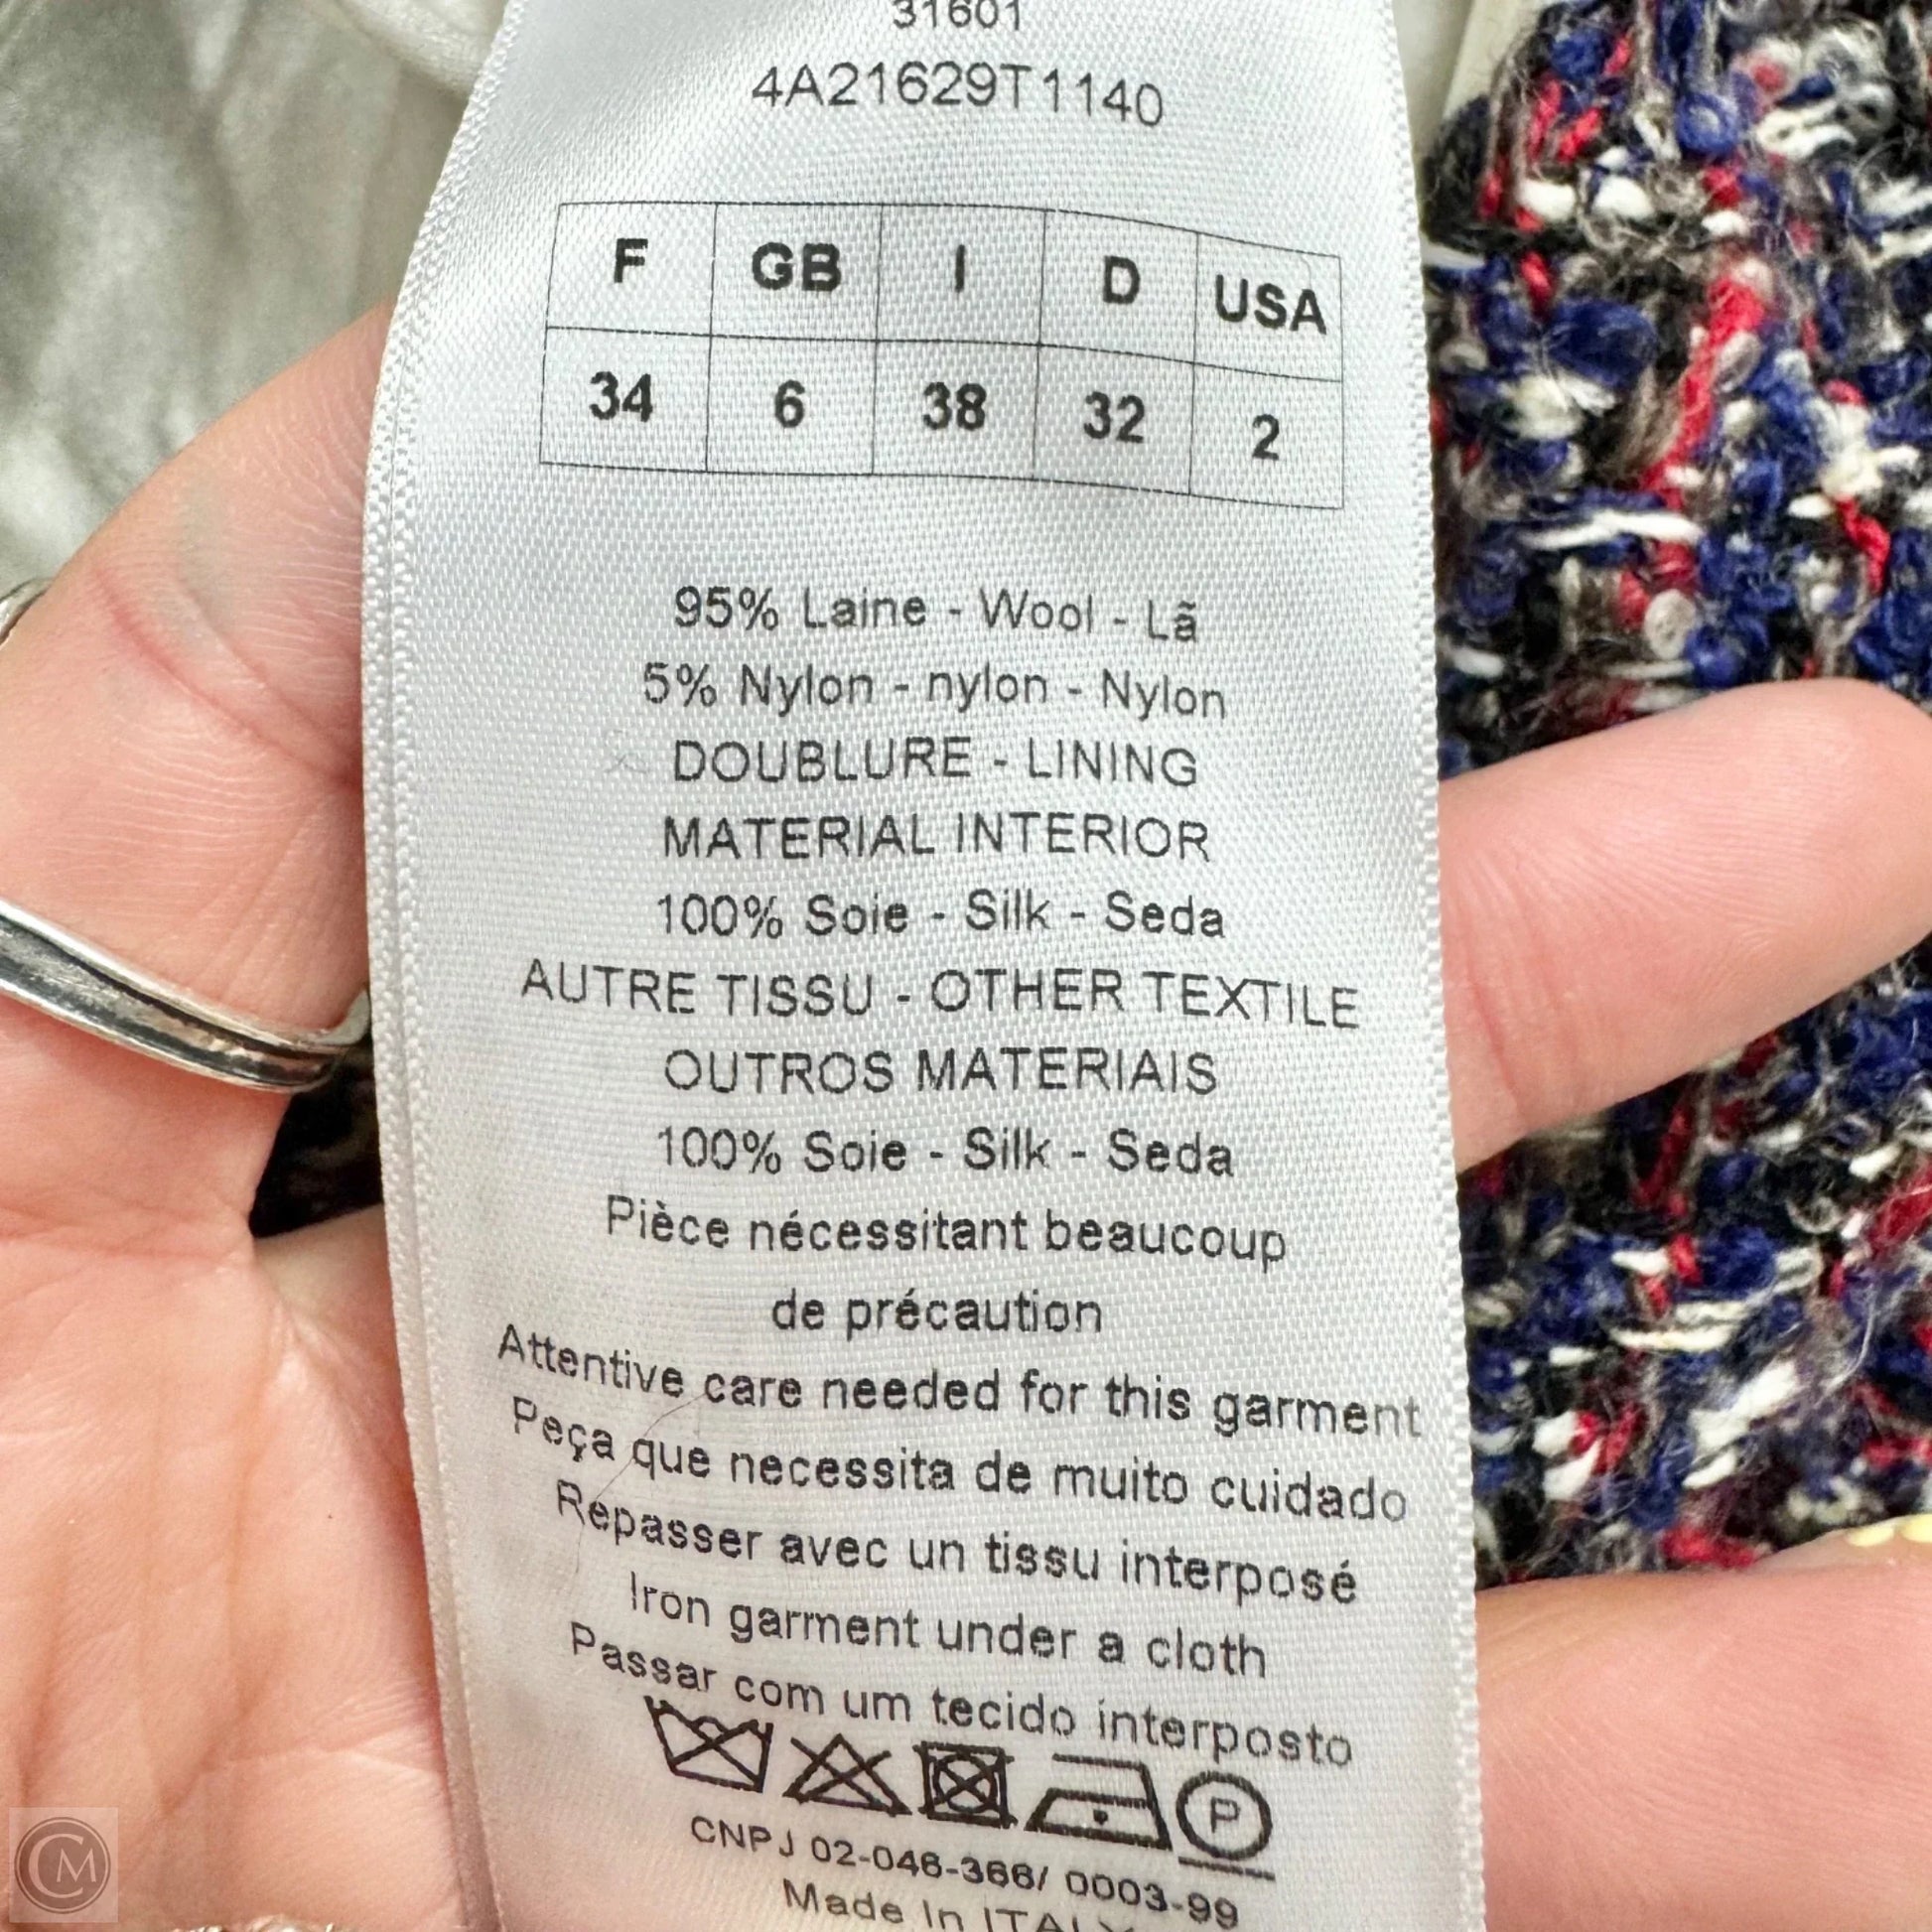 31601
4A21629T1140
F GB I D USA
34 6 38 32 2
95% Laine - Wool - Lã
5% Nylon - nylon - Nylon
DOUBLURE - LINING
MATERIAL INTERIOR
100% Soie - Silk - Seda
AUTRE TISSU - OTHER TEXTILE
OUTROS MATERIAIS
100% Soie - Silk - Seda
Pièce nécessitant beaucoup
de précaution
Attentive care needed for this garment
Peça que necessita de muito cuidado
Repasser avec un tissu interposé
Iron garment under a cloth
Passar com um tecido interposto
P
CNPJ 02-046-366/ 0003-99
Made In ITALY
CM